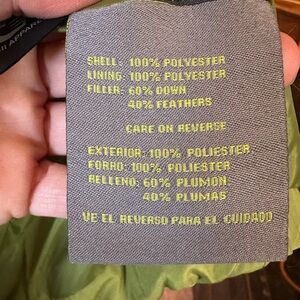 APPAREL
SHELL: 100% POLYESTER
LINING: 100% POLYESTER
FILLER: 60% DOWN
40% FEATHERS
CARE ON REVERSE
EXTERIOR: 100% POLIESTER
FORRO: 100% POLIESTER
RELLENO: 60% PLUMON
40% PLUMAS
VE EL REVERSO PARA EL CUIDADO